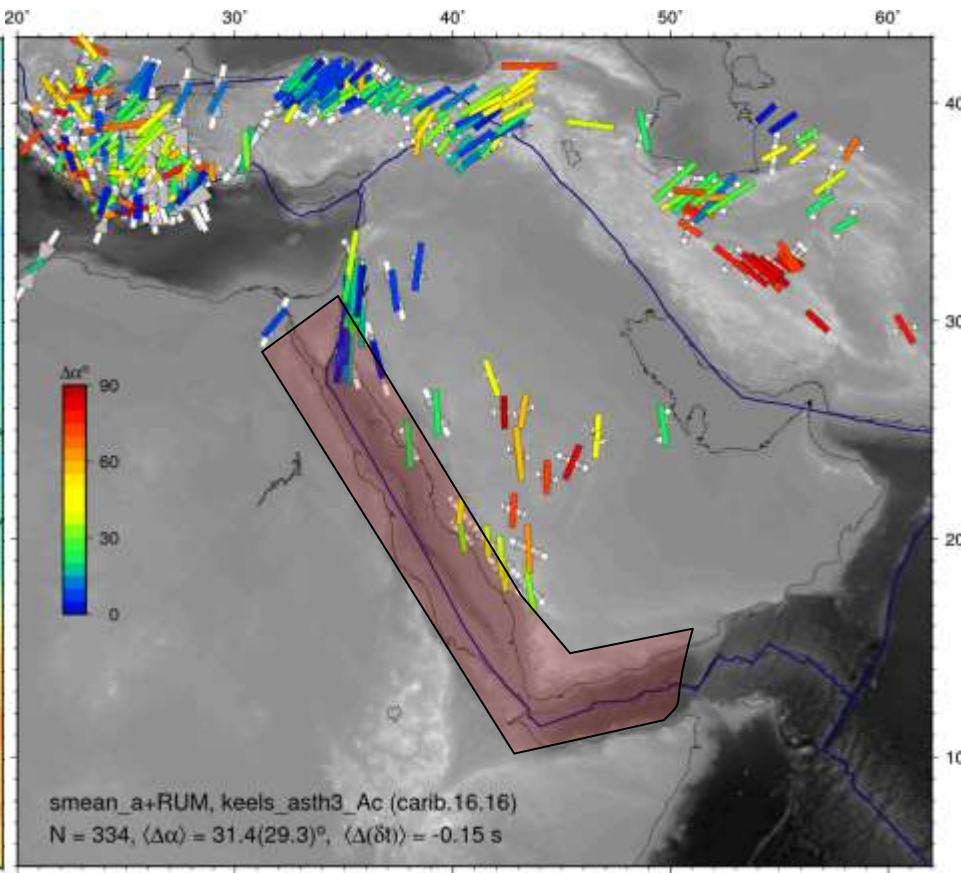 20˚ 30˚ 40˚ 50˚ 60˚
40
30
20
10
Δα°
90
60
30
0
smean_a+RUM, keels_asth3_Ac (carib.16.16)
N = 334, ⟨Δα⟩ = 31.4(29.3)°, ⟨Δ(δt)⟩ = -0.15 s